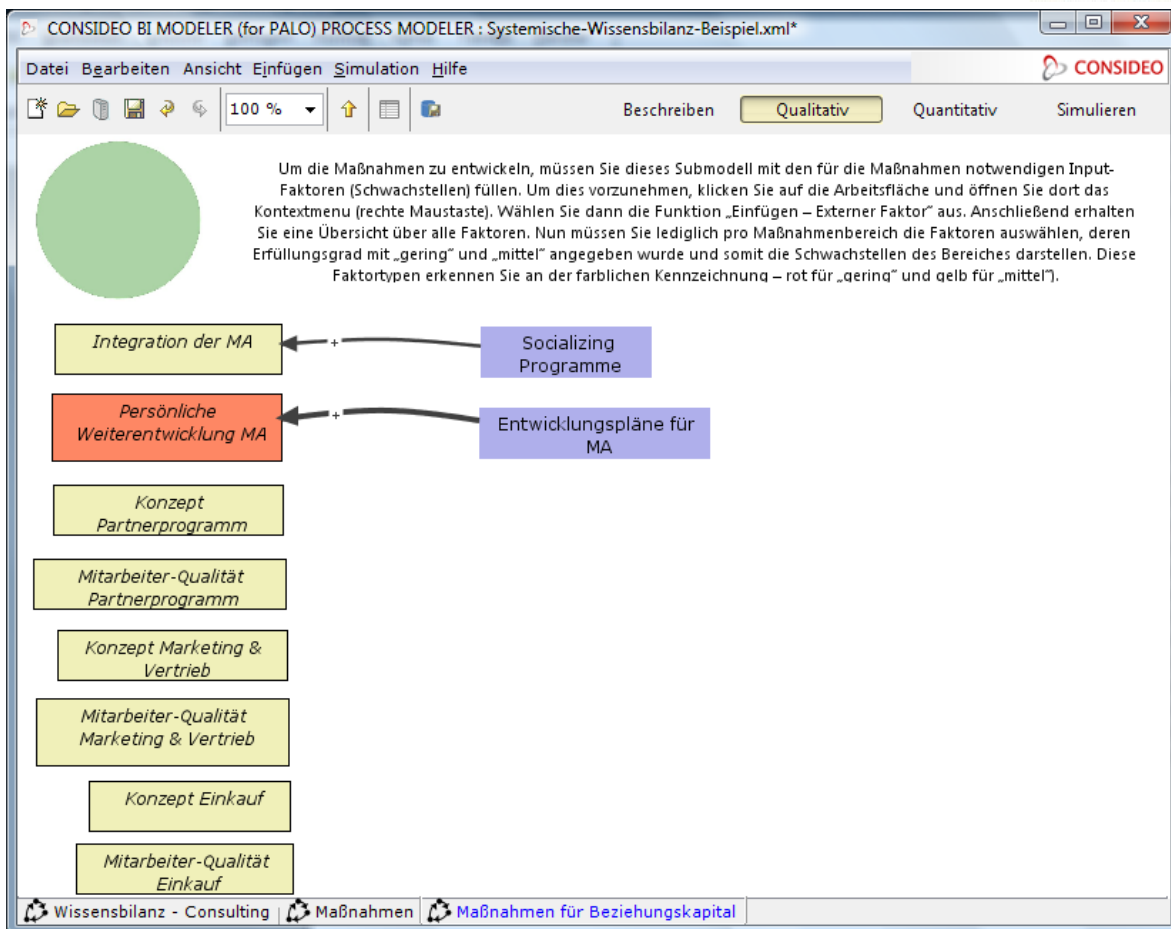 CONSIDEO BI MODELER (for PALO) PROCESS MODELER : Systemische-Wissensbilanz-Beispiel.xml*
Datei Bearbeiten Ansicht Einfügen Simulation Hilfe
CONSIDEO
100 %
Beschreiben Qualitativ Quantitativ Simulieren
Um die Maßnahmen zu entwickeln, müssen Sie dieses Submodell mit den für die Maßnahmen notwendigen Input-
Faktoren (Schwachstellen) füllen. Um dies vorzunehmen, klicken Sie auf die Arbeitsfläche und öffnen Sie dort das
Kontextmenu (rechte Maustaste). Wählen Sie dann die Funktion „Einfügen – Externer Faktor" aus. Anschließend erhalten
Sie eine Übersicht über alle Faktoren. Nun müssen Sie lediglich pro Maßnahmenbereich die Faktoren auswählen, deren
Erfüllungsgrad mit „gering" und „mittel" angegeben wurde und somit die Schwachstellen des Bereiches darstellen. Diese
Faktortypen erkennen Sie an der farblichen Kennzeichnung – rot für „gering" und gelb für „mittel").
Integration der MA
+
Socializing
Programme
Persönliche
Weiterentwicklung MA
+
Entwicklungspläne für
MA
Konzept
Partnerprogramm
Mitarbeiter-Qualität
Partnerprogramm
Konzept Marketing &
Vertrieb
Mitarbeiter-Qualität
Marketing & Vertrieb
Konzept Einkauf
Mitarbeiter-Qualität
Einkauf
Wissensbilanz - Consulting Maßnahmen Maßnahmen für Beziehungskapital